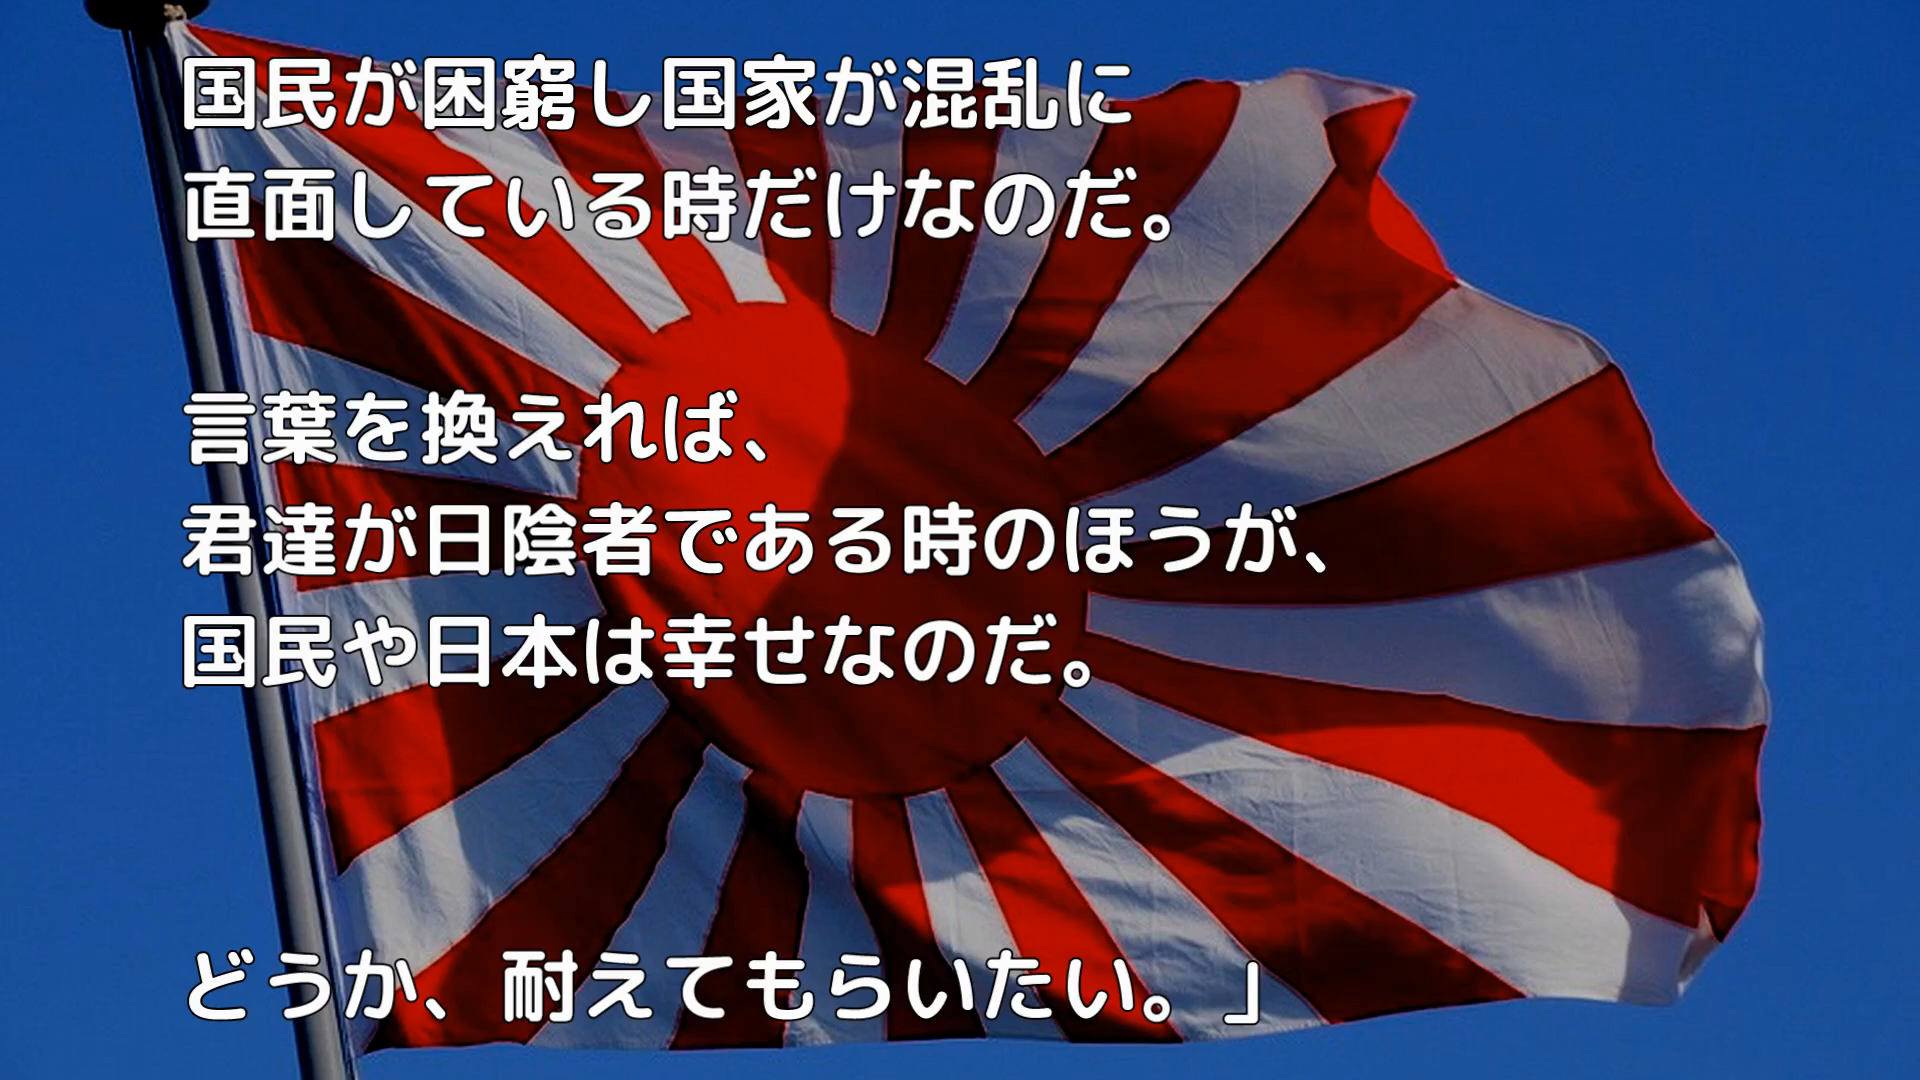 国民が困窮し国家が混乱に
直面している時だけなのだ。
言葉を換えれば、
君達が日陰者である時のほうが、
国民や日本は幸せなのだ。
どうか、耐えてもらいたい。」